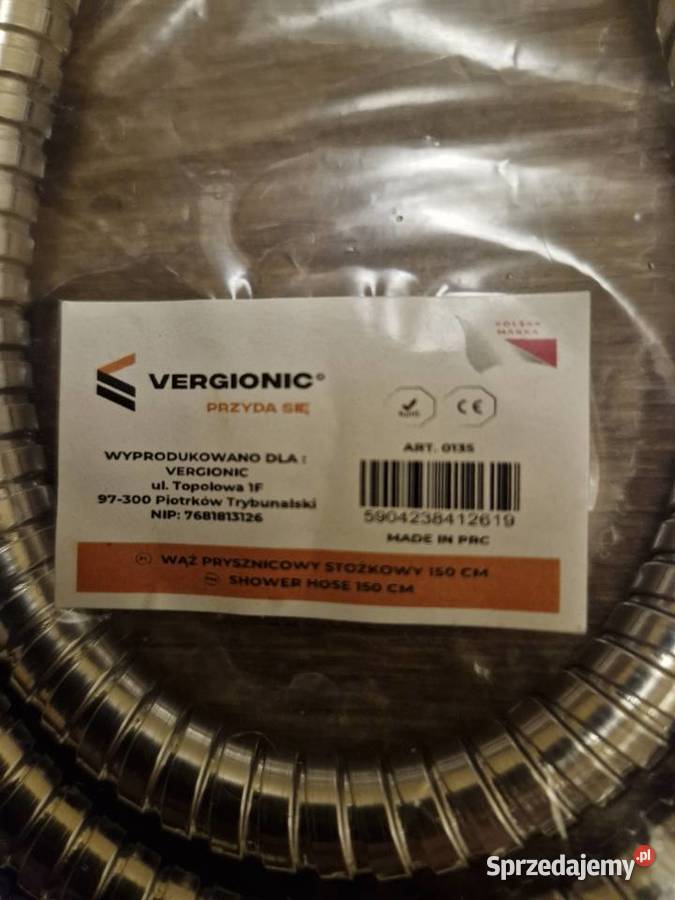 POLSKA
MARKA
VERGIONIC®
PRZYDA SIĘ
RoHS
CE
WYPRODUKOWANO DLA :
VERGIONIC
ul. Topolowa 1F
97-300 Piotrków Trybunalski
NIP: 7681813126
ART. 0135
5904238412619
MADE IN PRC
PL WĄŻ PRYSZNICOWY STOŻKOWY 150 CM
SHOWER HOSE 150 CM
Sprzedajemy.pl